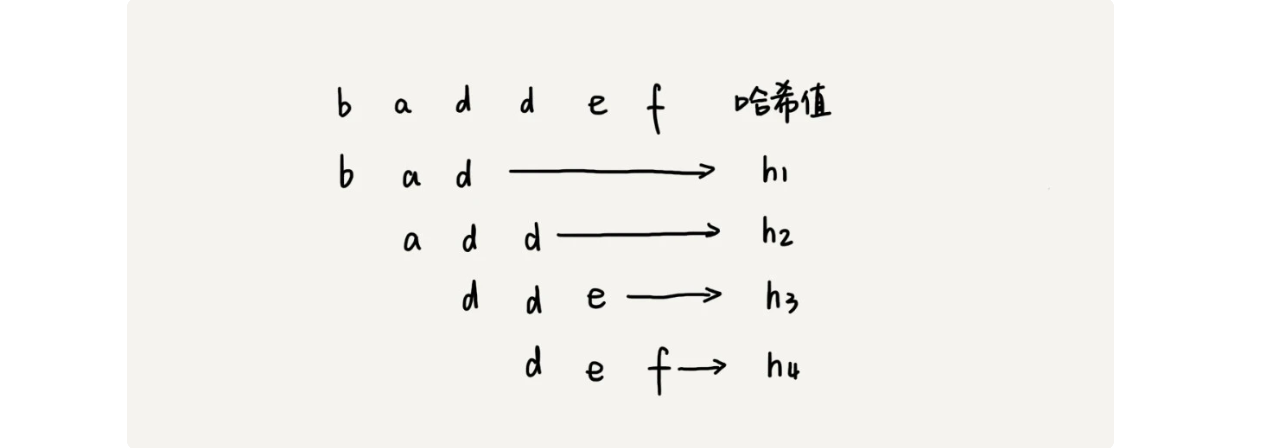 b a d d e f 哈希值
b a d → h1
a d d → h2
d d e → h3
d e f → h4